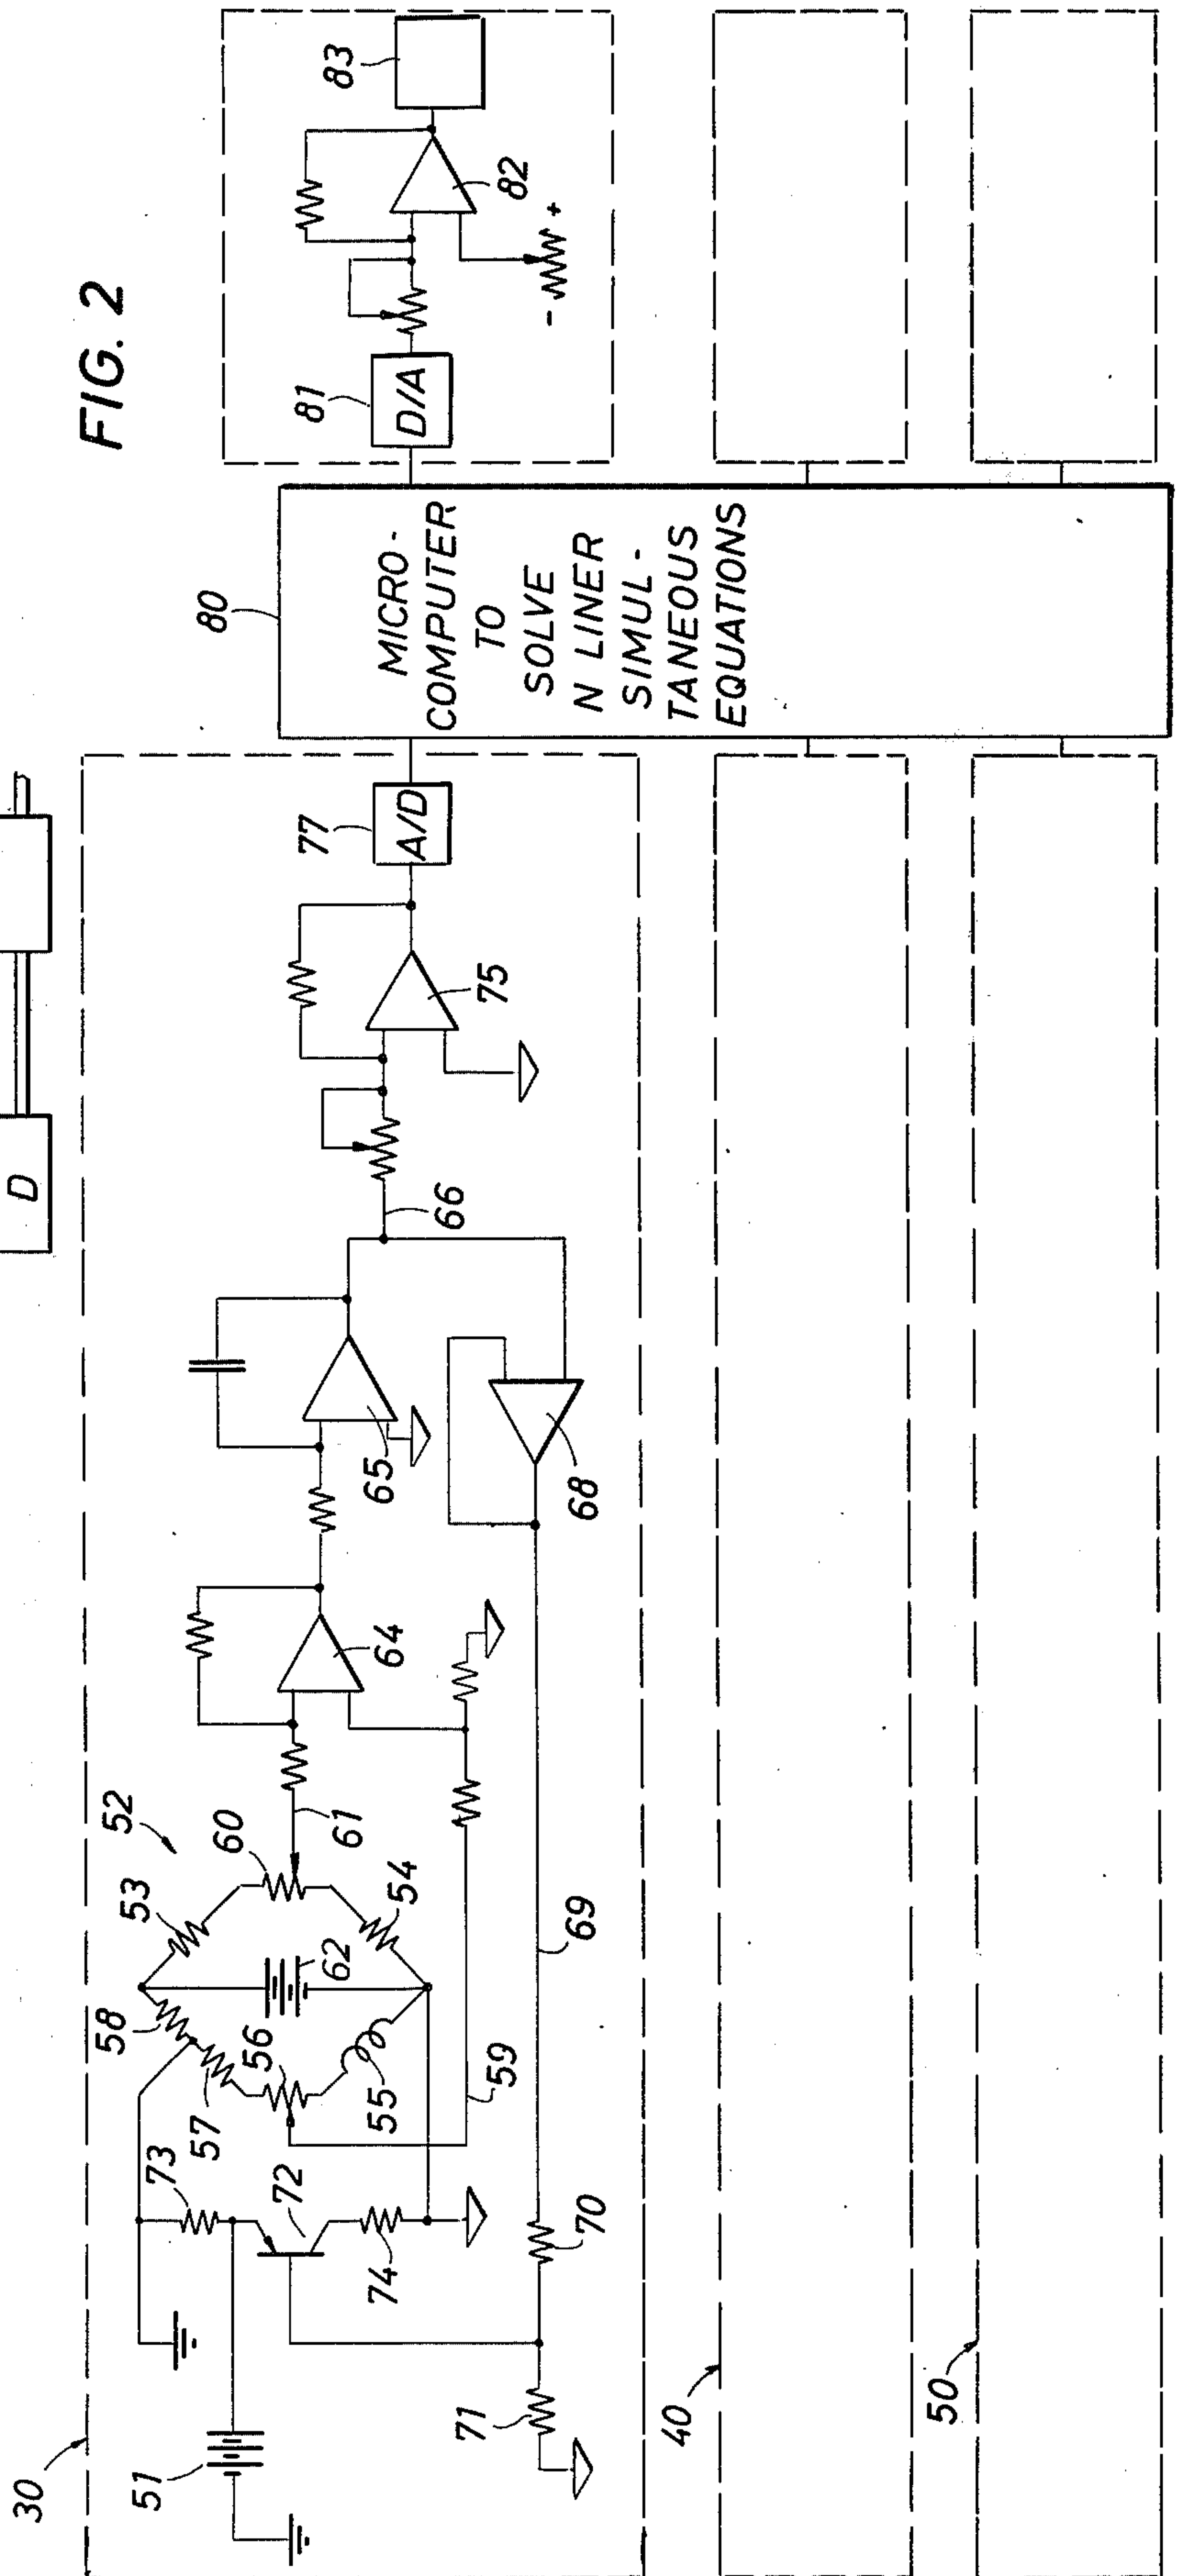 FIG. 2
D
30
51
73
72
74
71
70
57
58
56
55
59
62
53
54
52
60
61
64
69
65
68
66
75
77
A/D
80
MICRO-
COMPUTER
TO
SOLVE
N LINER
SIMUL-
TANEOUS
EQUATIONS
81
D/A
82
- +
83
40
50